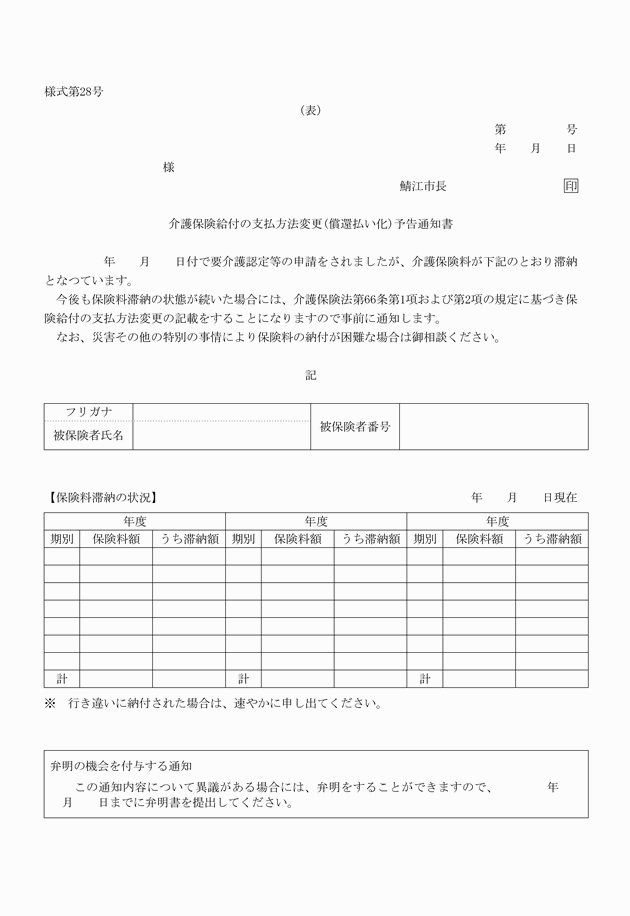 様式第28号
（表）
第　　　　　号
年　　月　　日
様
鯖江市長　　　　　　　　　　印
介護保険給付の支払方法変更(償還払い化)予告通知書
年　　月　　日付で要介護認定等の申請をされましたが、介護保険料が下記のとおり滞納
となつています。
今後も保険料滞納の状態が続いた場合には、介護保険法第66条第1項および第2項の規定に基づき保
険給付の支払方法変更の記載をすることになりますので事前に通知します。
なお、災害その他の特別の事情により保険料の納付が困難な場合は御相談ください。
記
フリガナ
被保険者氏名　　被保険者番号
【保険料滞納の状況】　　年　　月　　日現在
年度　　年度　　年度
期別　保険料額　うち滞納額　期別　保険料額　うち滞納額　期別　保険料額　うち滞納額
計　　計　　計
※　行き違いに納付された場合は、速やかに申し出てください。
弁明の機会を付与する通知
この通知内容について異議がある場合には、弁明をすることができますので、　　　　　年
月　　日までに弁明書を提出してください。